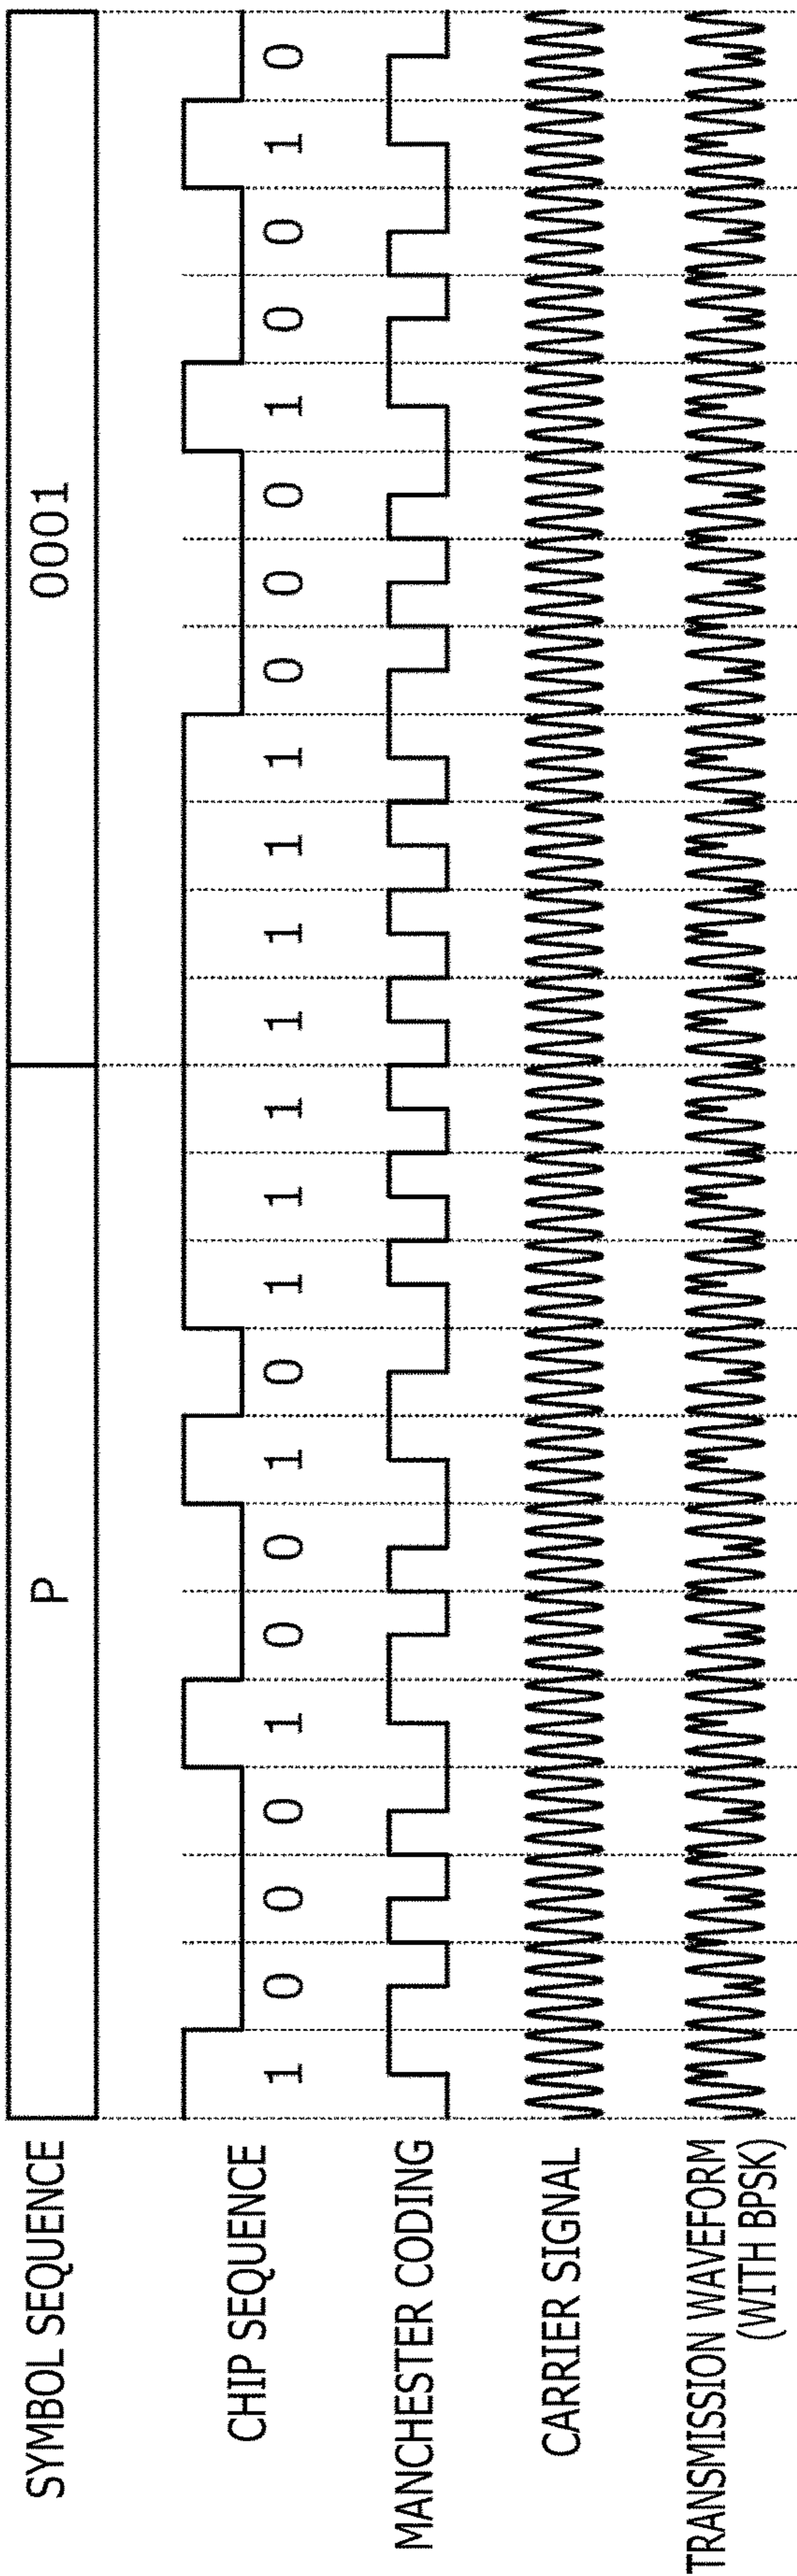 SYMBOL SEQUENCE P 0001
CHIP SEQUENCE 1 0 0 0 1 0 0 1 0 1 1 1 1 1 1 1 0 0 0 1 0 0 1 0
MANCHESTER CODING
CARRIER SIGNAL
TRANSMISSION WAVEFORM
(WITH BPSK)